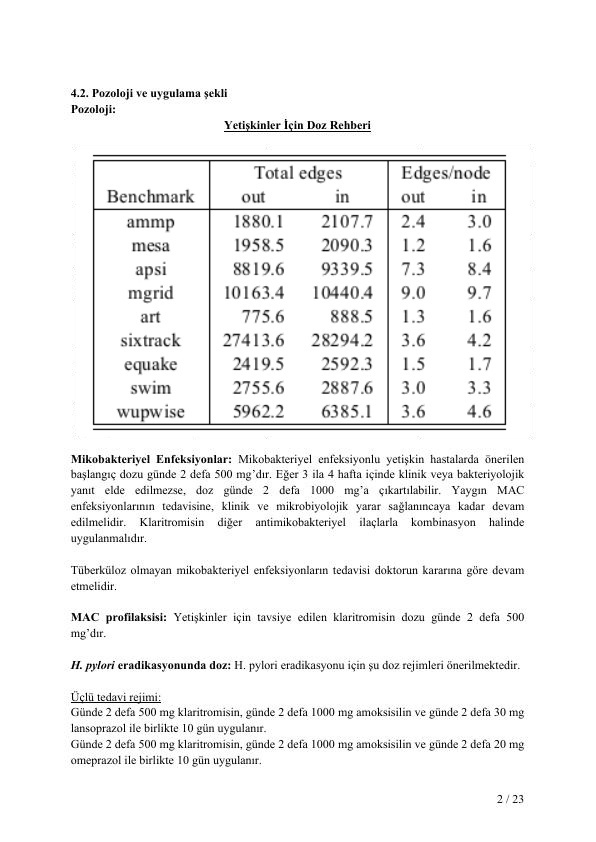 4.2. Pozoloji ve uygulama şekli
Pozoloji:
Yetişkinler İçin Doz Rehberi
Total edges Edges/node
Benchmark out in out in
ammp 1880.1 2107.7 2.4 3.0
mesa 1958.5 2090.3 1.2 1.6
apsi 8819.6 9339.5 7.3 8.4
mgrid 10163.4 10440.4 9.0 9.7
art 775.6 888.5 1.3 1.6
sixtrack 27413.6 28294.2 3.6 4.2
equake 2419.5 2592.3 1.5 1.7
swim 2755.6 2887.6 3.0 3.3
wupwise 5962.2 6385.1 3.6 4.6
Mikobakteriyel Enfeksiyonlar: Mikobakteriyel enfeksiyonlu yetişkin hastalarda önerilen
başlangıç dozu günde 2 defa 500 mg’dır. Eğer 3 ila 4 hafta içinde klinik veya bakteriyolojik
yanıt elde edilmezse, doz günde 2 defa 1000 mg’a çıkartılabilir. Yaygın MAC
enfeksiyonlarının tedavisine, klinik ve mikrobiyolojik yarar sağlanıncaya kadar devam
edilmelidir. Klaritromisin diğer antimikobakteriyel ilaçlarla kombinasyon halinde
uygulanmalıdır.
Tüberküloz olmayan mikobakteriyel enfeksiyonların tedavisi doktorun kararına göre devam
etmelidir.
MAC profilaksisi: Yetişkinler için tavsiye edilen klaritromisin dozu günde 2 defa 500
mg’dır.
H. pylori eradikasyonunda doz: H. pylori eradikasyonu için şu doz rejimleri önerilmektedir.
Üçlü tedavi rejimi:
Günde 2 defa 500 mg klaritromisin, günde 2 defa 1000 mg amoksisilin ve günde 2 defa 30 mg
lansoprazol ile birlikte 10 gün uygulanır.
Günde 2 defa 500 mg klaritromisin, günde 2 defa 1000 mg amoksisilin ve günde 2 defa 20 mg
omeprazol ile birlikte 10 gün uygulanır.
2 / 23